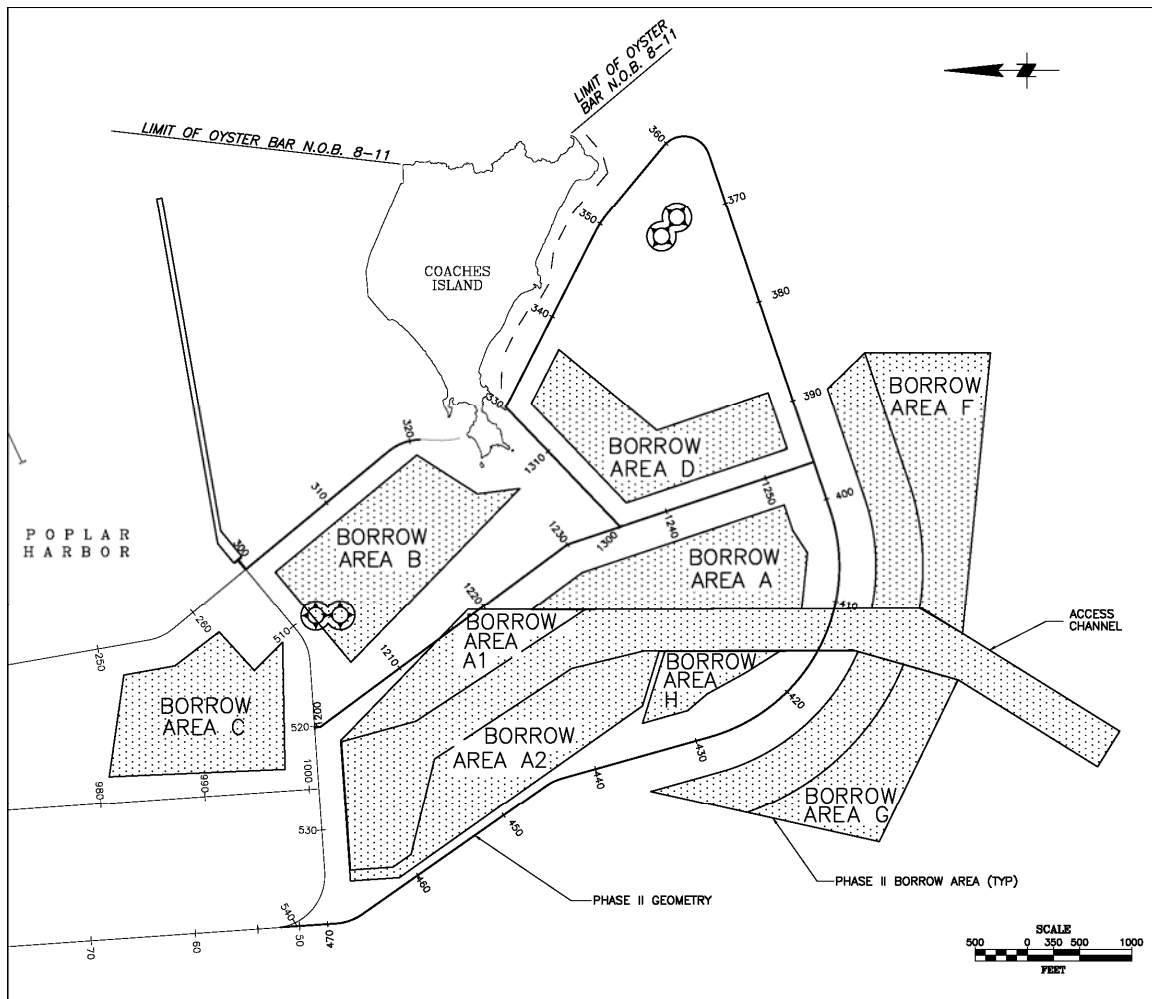 LIMIT OF OYSTER
BAR N.O.B. 8-11
LIMIT OF OYSTER BAR N.O.B. 8-11
360
370
350
COACHES
ISLAND
340
380
330
390
BORROW
AREA F
320
1310
BORROW
AREA D
310
1250
400
POPLAR
HARBOR
300
BORROW
AREA B
1230
1300
1240
BORROW
AREA A
1220
410
260
510
BORROW
AREA
A1
ACCESS
CHANNEL
250
1210
BORROW
AREA
H
BORROW
AREA C
520
1200
420
BORROW
AREA A2
430
1000
990
980
440
BORROW
AREA G
530
450
460
PHASE II BORROW AREA (TYP)
PHASE II GEOMETRY
540
50
470
60
70
SCALE
500 0 350 500 1000
FEET